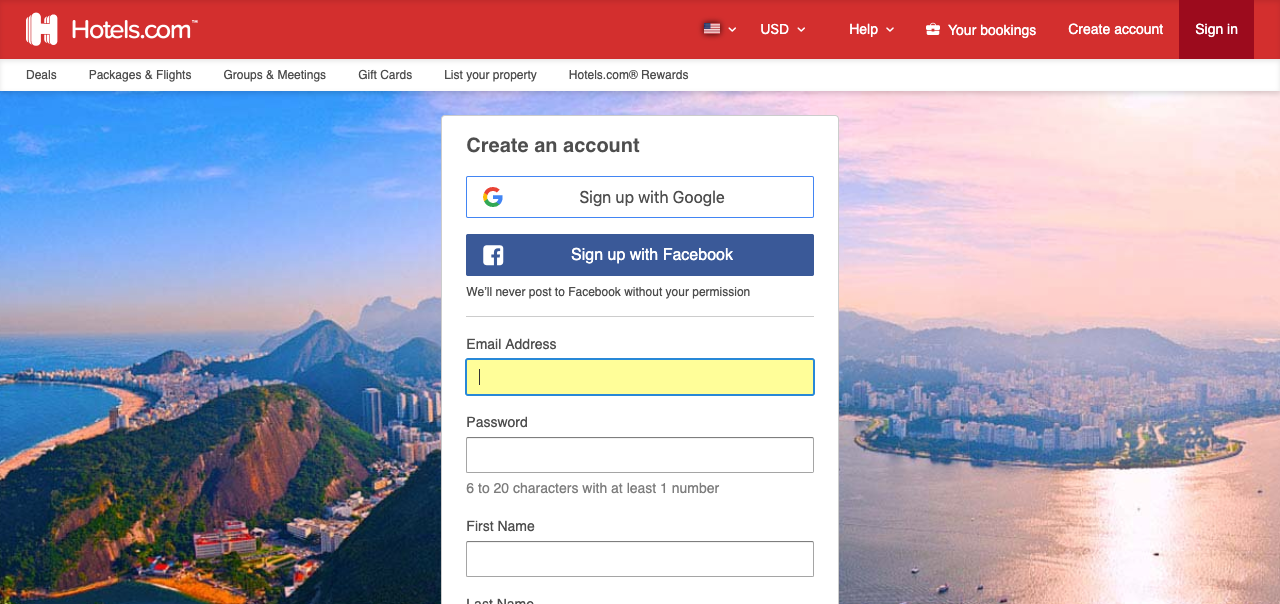 Hotels.com™
USD
Help
Your bookings
Create account
Sign in
Deals
Packages & Flights
Groups & Meetings
Gift Cards
List your property
Hotels.com® Rewards
Create an account
Sign up with Google
Sign up with Facebook
We'll never post to Facebook without your permission
Email Address
Password
6 to 20 characters with at least 1 number
First Name
Last Name